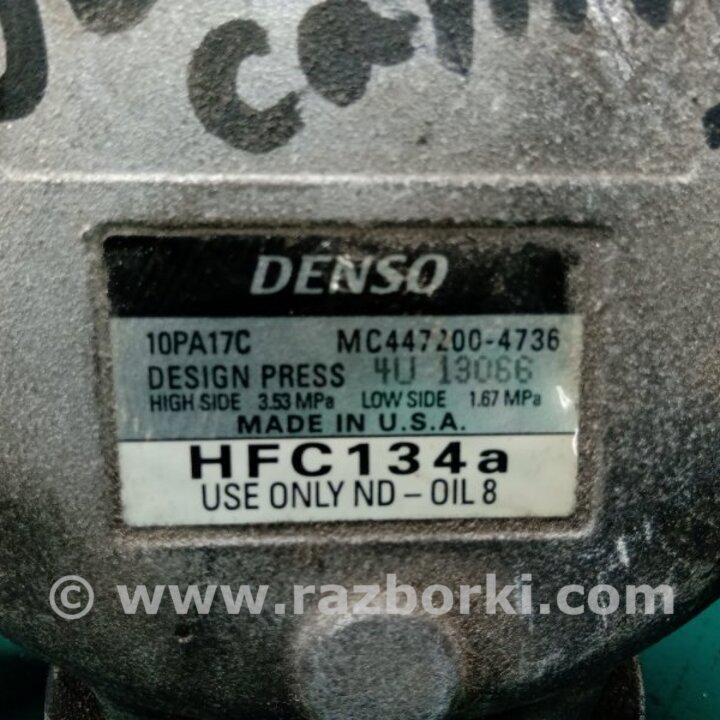 DENSO
10PA17C MC447200-4736
DESIGN PRESS 4U 13066
HIGH SIDE 3.53 MPa LOW SIDE 1.67 MPa
MADE IN U.S.A.
HFC134a
USE ONLY ND-OIL 8
© www.razborki.com